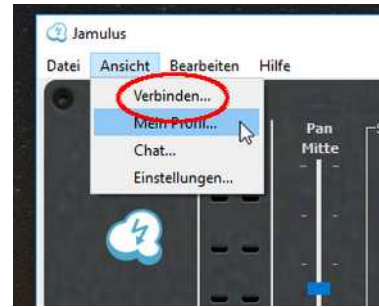 Jamulus
Datei Ansicht Bearbeiten Hilfe
Verbinden...
Mein Profil...
Chat...
Einstellungen...
Pan
Mitte